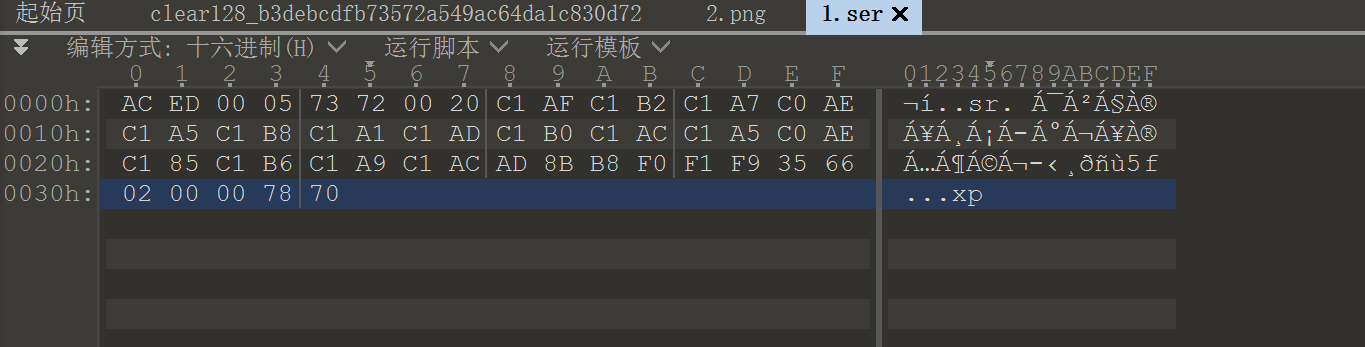 起始页 clear128_b3debcdfb73572a549ac64da1c830d72 2.png 1.ser ✕
编辑方式: 十六进制(H) 运行脚本 运行模板
0 1 2 3 4 5 6 7 8 9 A B C D E F 0123456789ABCDEF
0000h: AC ED 00 05 73 72 00 20 C1 AF C1 B2 C1 A7 C0 AE ¬í..sr. Á¯Á²Á§À®
0010h: C1 A5 C1 B8 C1 A1 C1 AD C1 B0 C1 AC C1 A5 C0 AE Á¥Á¸Á¡Á-Á°Á¬Á¥À®
0020h: C1 85 C1 B6 C1 A9 C1 AC AD 8B B8 F0 F1 F9 35 66 Á…Á¶Á©Á¬-‹¸ðñù5f
0030h: 02 00 00 78 70 ...xp